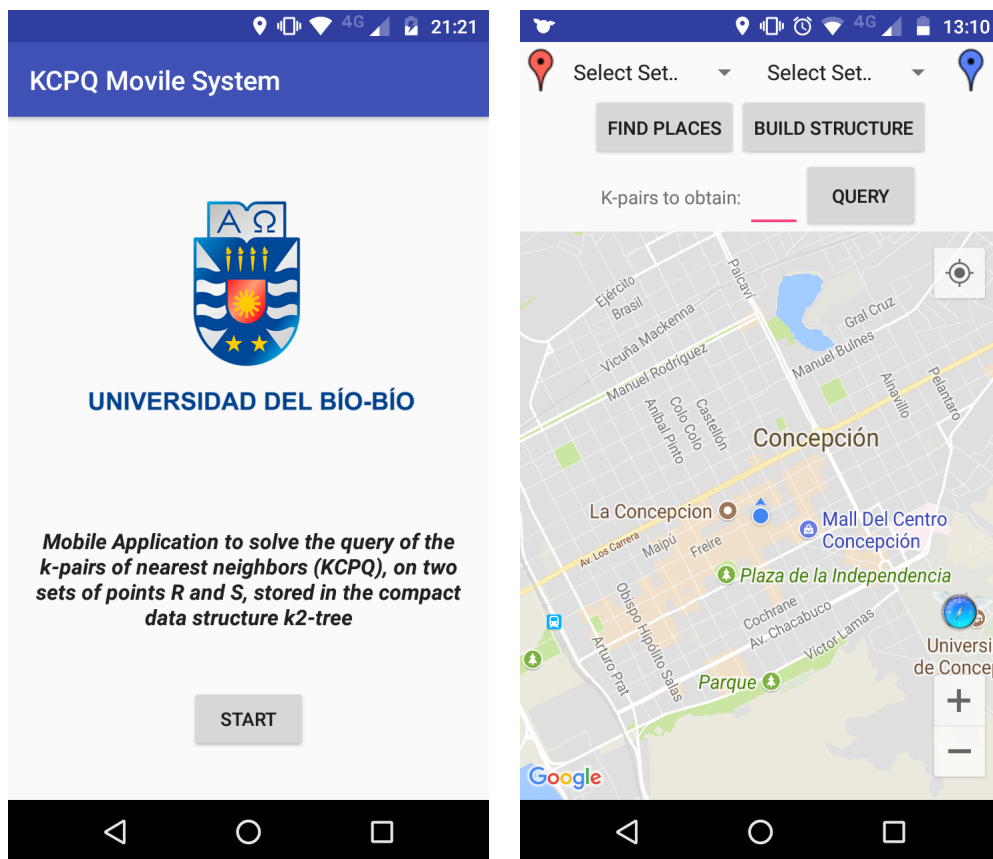 4G
21:21
KCPQ Movile System
Α Ω
UNIVERSIDAD DEL BÍO-BÍO
Mobile Application to solve the query of the
k-pairs of nearest neighbors (KCPQ), on two
sets of points R and S, stored in the compact
data structure k2-tree
START
4G
13:10
Select Set..
Select Set..
FIND PLACES
BUILD STRUCTURE
K-pairs to obtain:
QUERY
Paicaví
Ejército
Brasil
Gral Cruz
Vicuña Mackenna
Manuel Bulnes
Manuel Rodríguez
Ainavillo
Pelantaro
Castellón
Colo Colo
Aníbal Pinto
Concepción
La Concepcion
Mall Del Centro
Concepción
Av. Los Carrera
Maipú
Freire
Plaza de la Independencia
Obispo Hipólito Salas
Cochrane
Av. Chacabuco
Víctor Lamas
Arturo Prat
Universi
de Concep
Parque
+
−
Google